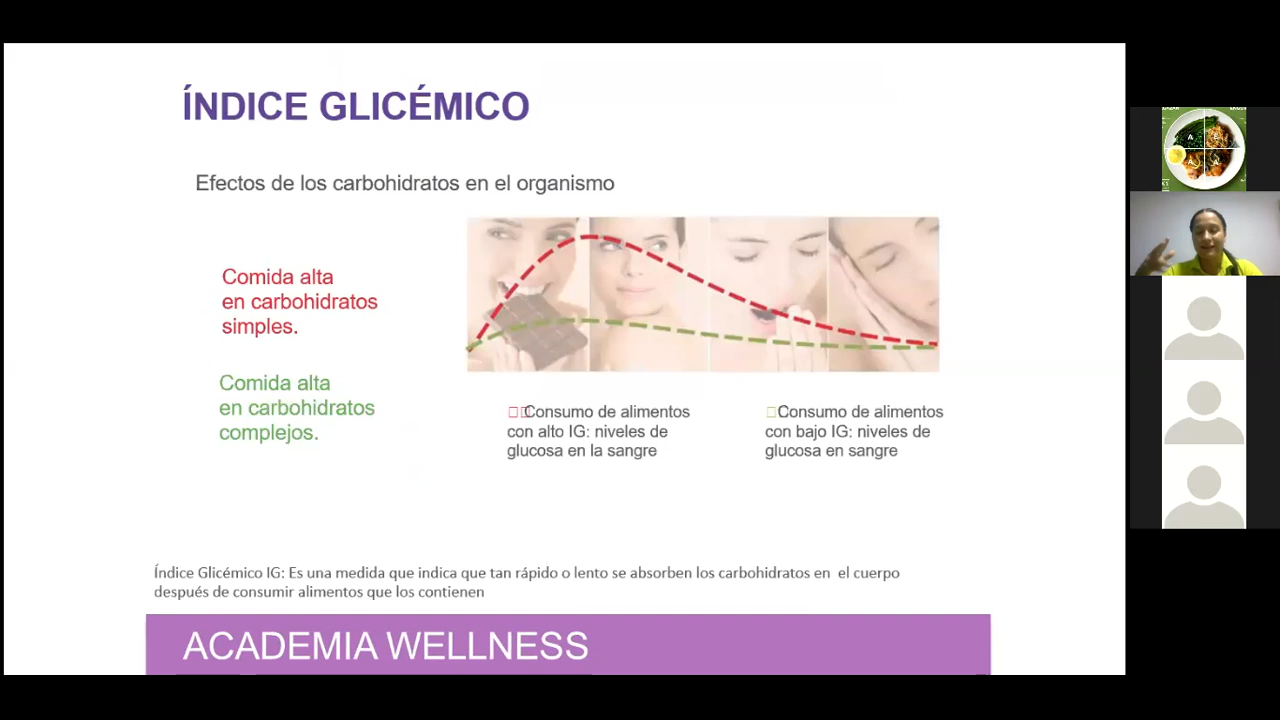 ÍNDICE GLICÉMICO
Efectos de los carbohidratos en el organismo
Comida alta
en carbohidratos
simples.
Comida alta
en carbohidratos
complejos.
Consumo de alimentos
con alto IG: niveles de
glucosa en la sangre
Consumo de alimentos
con bajo IG: niveles de
glucosa en sangre
Índice Glicémico IG: Es una medida que indica que tan rápido o lento se absorben los carbohidratos en el cuerpo
después de consumir alimentos que los contienen
ACADEMIA WELLNESS